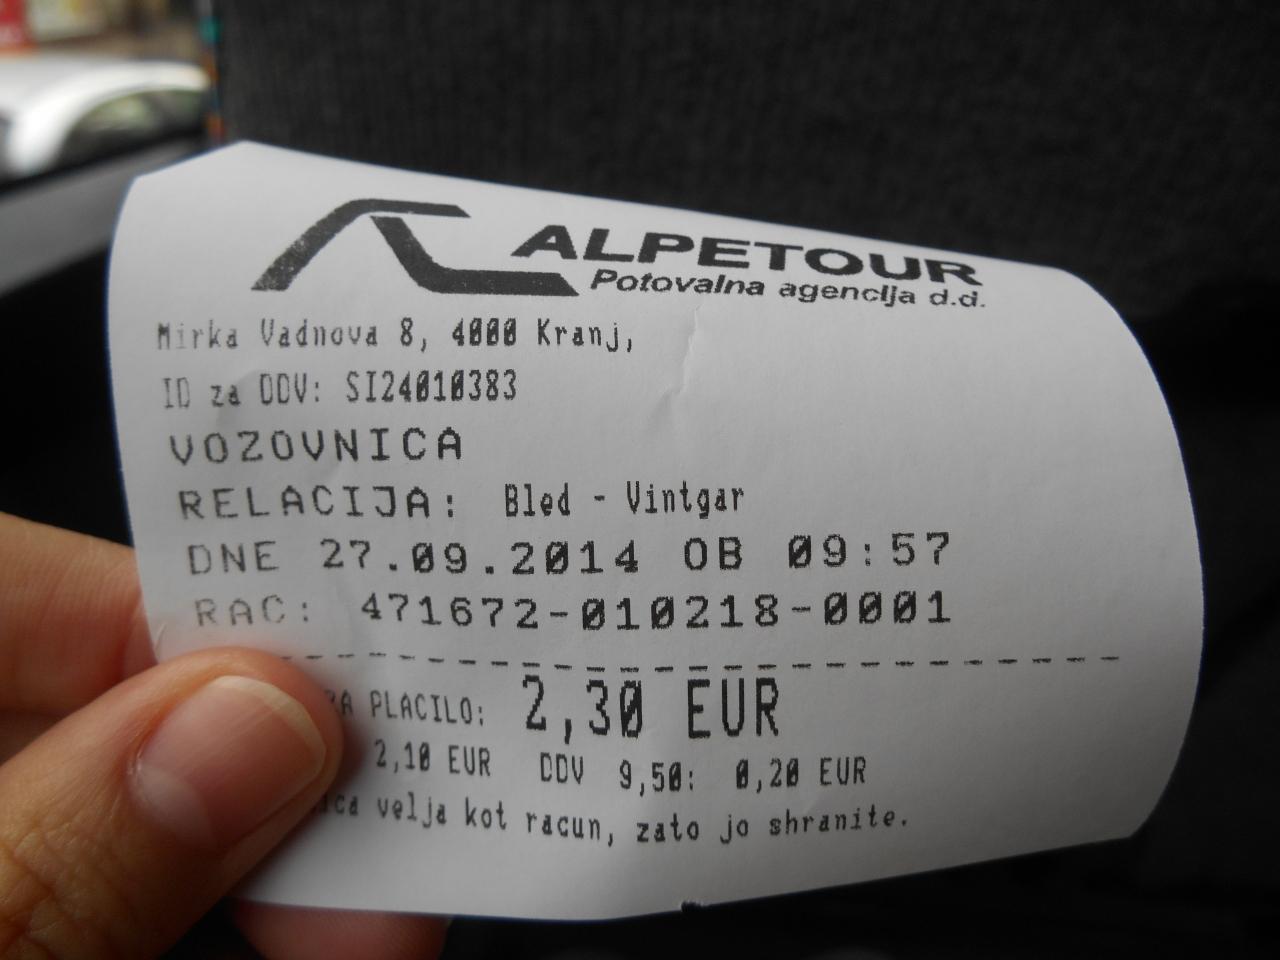 ALPETOUR
Potovalna agencija d.d.
Mirka Vadnova 8, 4000 Kranj,
ID za DDV: SI24010383
VOZOVNICA
RELACIJA: Bled - Vintgar
DNE 27.09.2014 OB 09:57
RAC: 471672-010218-0001
ZA PLACILO: 2,30 EUR
2,10 EUR DDV 9,50: 0,20 EUR
velja kot racun, zato jo shranite.